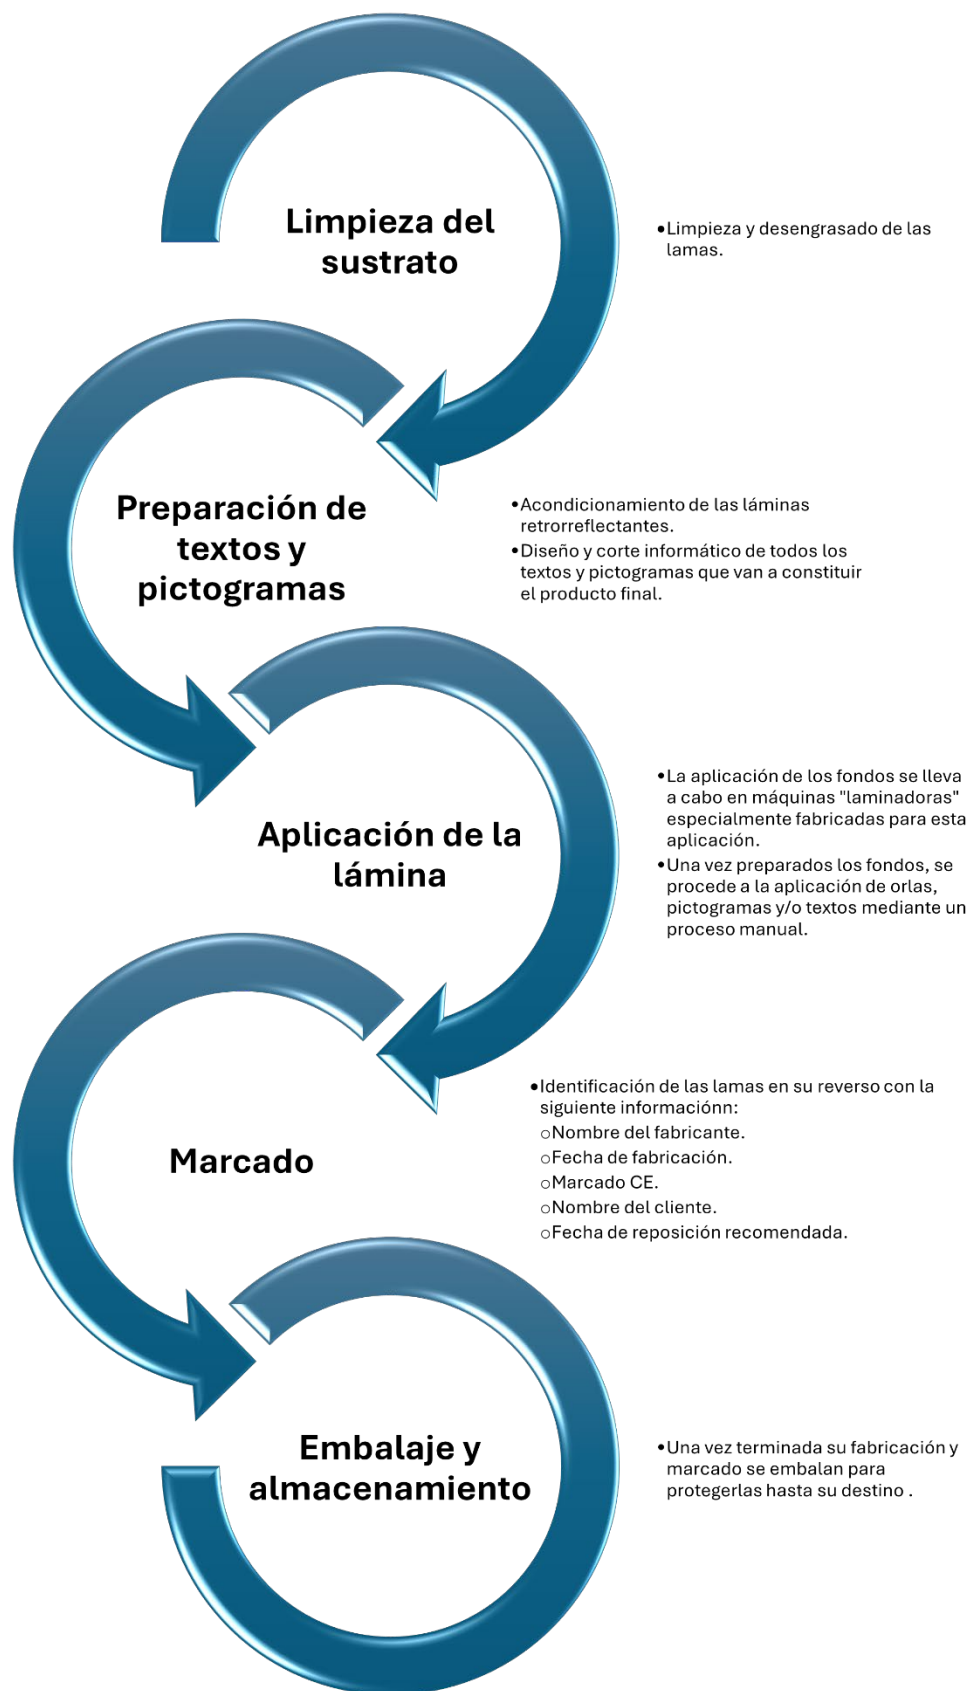 Limpieza del
sustrato
•Limpieza y desengrasado de las
lamas.
Preparación de
textos y
pictogramas
•Acondicionamiento de las láminas
retrorreflectantes.
•Diseño y corte informático de todos los
textos y pictogramas que van a constituir
el producto final.
Aplicación de la
lámina
•La aplicación de los fondos se lleva
a cabo en máquinas "laminadoras"
especialmente fabricadas para esta
aplicación.
•Una vez preparados los fondos, se
procede a la aplicación de orlas,
pictogramas y/o textos mediante un
proceso manual.
Marcado
•Identificación de las lamas en su reverso con la
siguiente informaciónn:
oNombre del fabricante.
oFecha de fabricación.
oMarcado CE.
oNombre del cliente.
oFecha de reposición recomendada.
Embalaje y
almacenamiento
•Una vez terminada su fabricación y
marcado se embalan para
protegerlas hasta su destino .